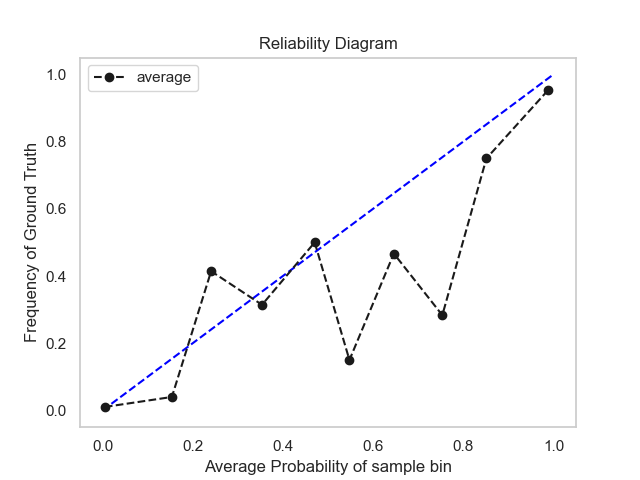 Reliability Diagram
average
Frequency of Ground Truth
1.0
0.8
0.6
0.4
0.2
0.0
0.0 0.2 0.4 0.6 0.8 1.0
Average Probability of sample bin